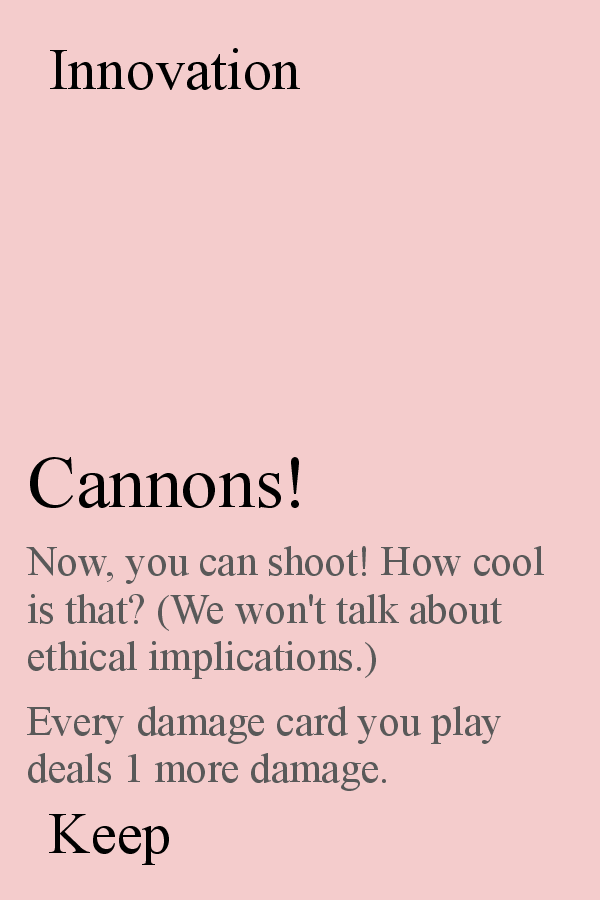 Innovation
Cannons!
Now, you can shoot! How cool
is that? (We won't talk about
ethical implications.)
Every damage card you play
deals 1 more damage.
Keep